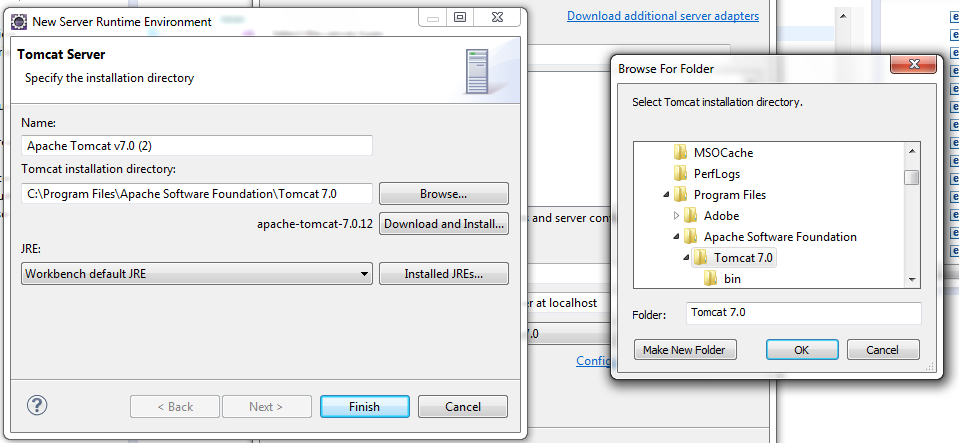 New Server Runtime Environment
Tomcat Server
Specify the installation directory
Name:
Apache Tomcat v7.0 (2)
Tomcat installation directory:
C:\Program Files\Apache Software Foundation\Tomcat 7.0
Browse...
apache-tomcat-7.0.12
Download and Install...
JRE:
Workbench default JRE
Installed JREs...
?
< Back
Next >
Finish
Cancel
Download additional server adapters
and server con
er at localhost
7.0
Config
Browse For Folder
Select Tomcat installation directory.
MSOCache
PerfLogs
Program Files
Adobe
Apache Software Foundation
Tomcat 7.0
bin
Folder:
Tomcat 7.0
Make New Folder
OK
Cancel